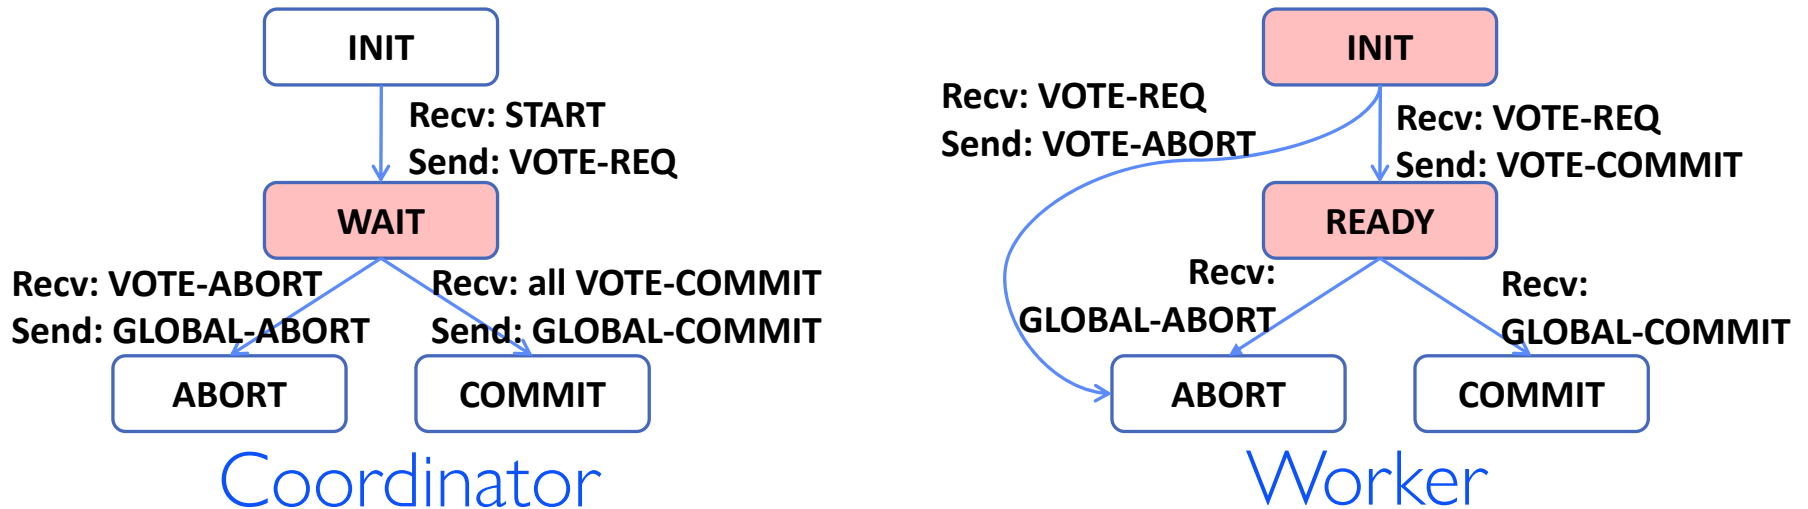 INIT
Recv: START
Send: VOTE-REQ
WAIT
Recv: VOTE-ABORT
Send: GLOBAL-ABORT
Recv: all VOTE-COMMIT
Send: GLOBAL-COMMIT
ABORT
COMMIT
Coordinator
INIT
Recv: VOTE-REQ
Send: VOTE-ABORT
Recv: VOTE-REQ
Send: VOTE-COMMIT
READY
Recv:
GLOBAL-ABORT
Recv:
GLOBAL-COMMIT
ABORT
COMMIT
Worker